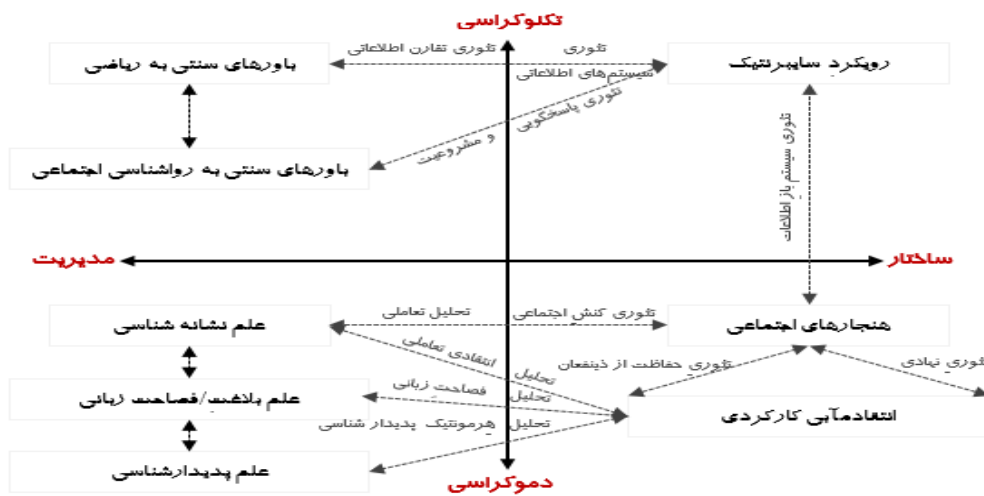 تکنوکراسی
رویکرد سایبرنتیک
تئوری
تئوری تقارن اطلاعاتی
باورهای سنتی به ریاضی
سیستم‌های اطلاعاتی
تئوری پاسخگویی
و مشروعیت
باورهای سنتی به رواشناسی اجتماعی
تئوری سیستم باز اطلاعات
ساختار
مدیریت
هنجارهای اجتماعی
تئوری کنش اجتماعی
تحلیل تعاملی
علم نشانه شناسی
تئوری نهادی
تئوری حفاظت از ذینفعان
تحلیل
انتقادی تعاملی
انتقادمآبی کارکردی
تحلیل
فصاحت زبانی
علم بلاغت/فصاحت زبانی
تحلیل
هرمونتیک پدیدار شناسی
علم پدیدارشناسی
دموکراسی